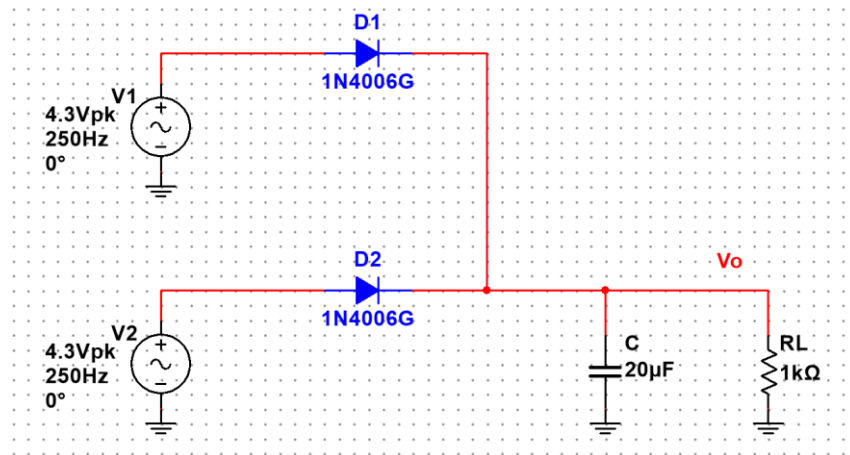 D1
1N4006G
V1
4.3Vpk
250Hz
0°
D2
1N4006G
Vo
V2
4.3Vpk
250Hz
0°
C
20µF
RL
1kΩ